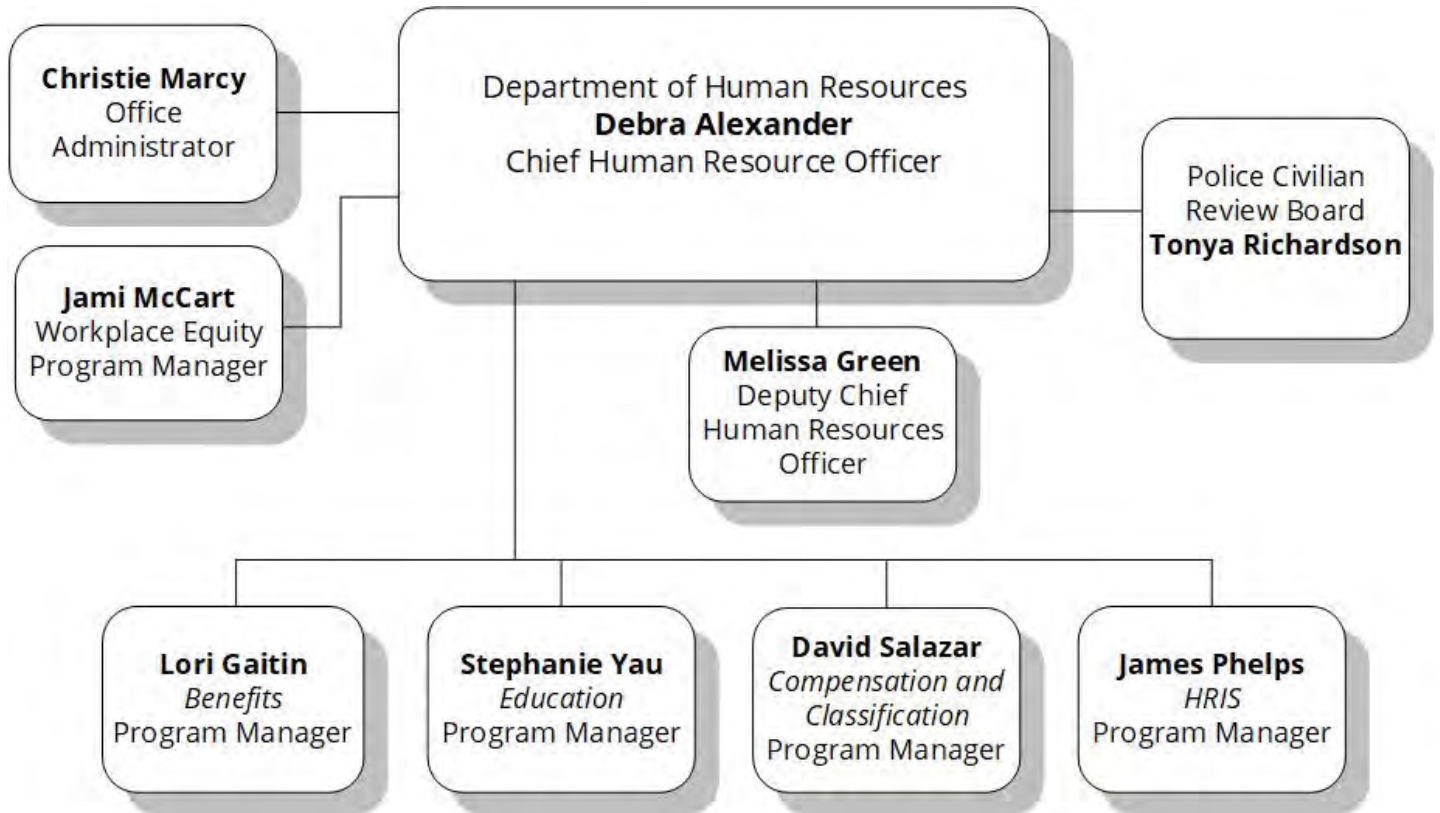 Christie Marcy
Office
Administrator
Department of Human Resources
Debra Alexander
Chief Human Resource Officer
Police Civilian
Review Board
Tonya Richardson
Jami McCart
Workplace Equity
Program Manager
Melissa Green
Deputy Chief
Human Resources
Officer
Lori Gaitin
Benefits
Program Manager
Stephanie Yau
Education
Program Manager
David Salazar
Compensation and
Classification
Program Manager
James Phelps
HRIS
Program Manager